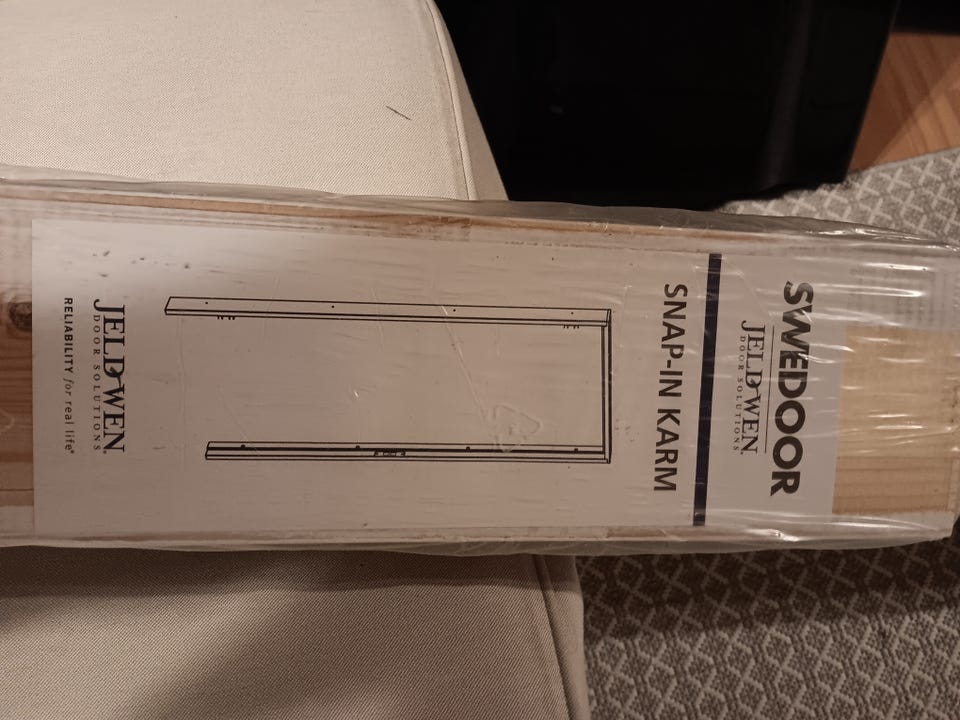 SWEDOOR
JELD-WEN
DOOR SOLUTIONS
SNAP-IN KARM
JELD-WEN®
DOOR SOLUTIONS
RELIABILITY for real life®